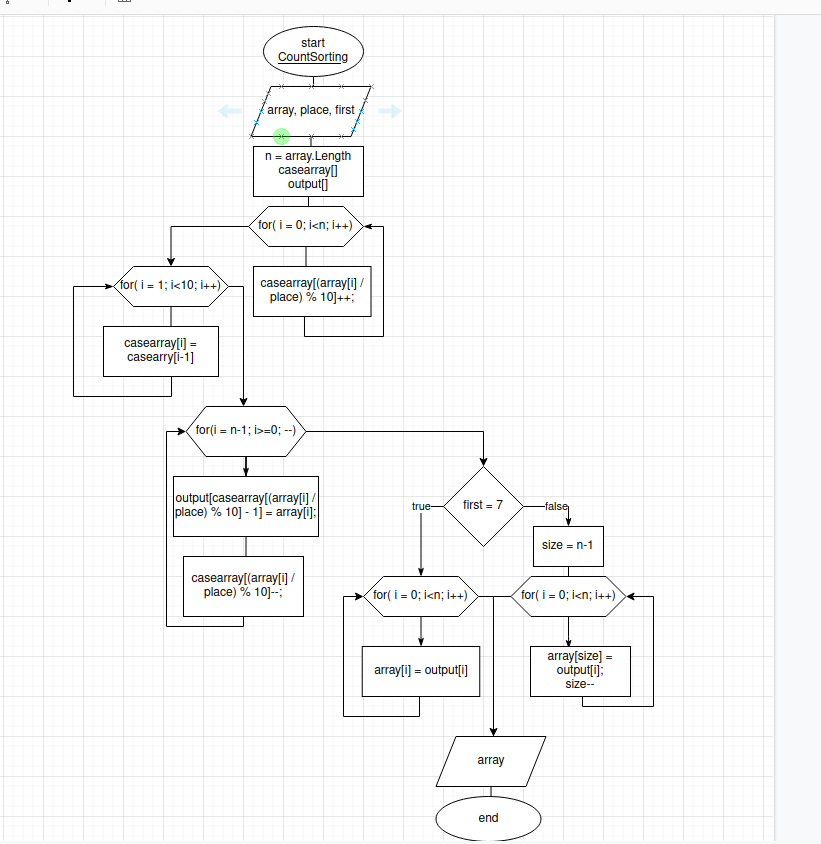 start
CountSorting
array, place, first
n = array.Length
casearray[]
output[]
for( i = 0; i<n; i++)
casearray[(array[i] /
place) % 10]++;
for( i = 1; i<10; i++)
casearray[i] =
casearry[i-1]
for(i = n-1; i>=0; --)
output[casearray[(array[i] /
place) % 10] - 1] = array[i];
casearray[(array[i] /
place) % 10]--;
first = 7
true
false
size = n-1
for( i = 0; i<n; i++)
for( i = 0; i<n; i++)
array[i] = output[i]
array[size] =
output[i];
size--
array
end